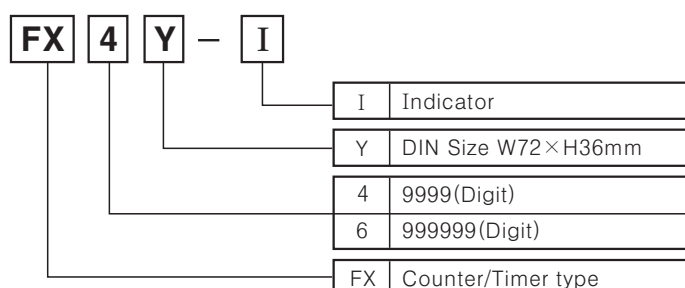 FX 4 Y - I
I Indicator
Y DIN Size W72×H36mm
4 9999(Digit)
6 999999(Digit)
FX Counter/Timer type